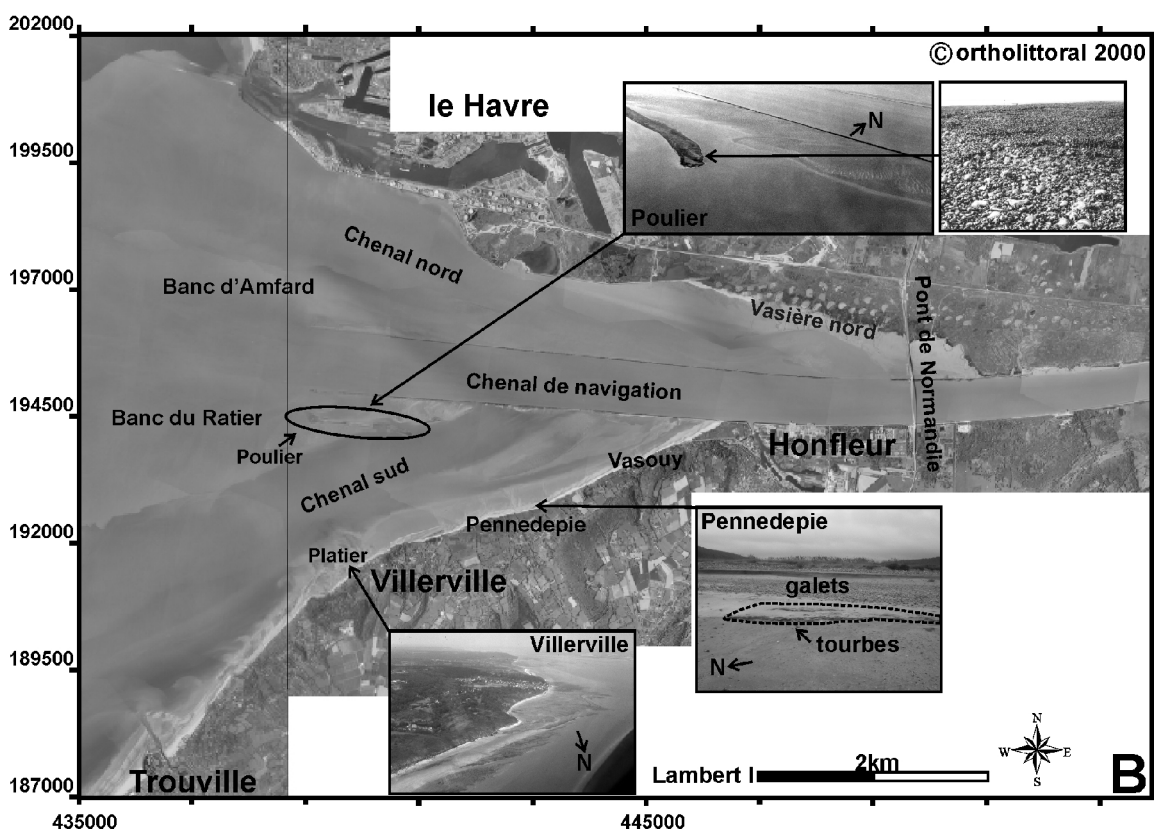 202000
© ortholittoral 2000
le Havre
N
Poulier
199500
Chenal nord
197000
Banc d'Amfard
Vasière nord
Pont de Normandie
Chenal de navigation
194500
Banc du Ratier
Poulier
Honfleur
Vasouy
Chenal sud
Pennedepie
Pennedepie
192000
Platier
Villerville
galets
tourbes
N
Villerville
N
189500
N
W E
S
2km
Lambert I
B
Trouville
187000
435000
445000